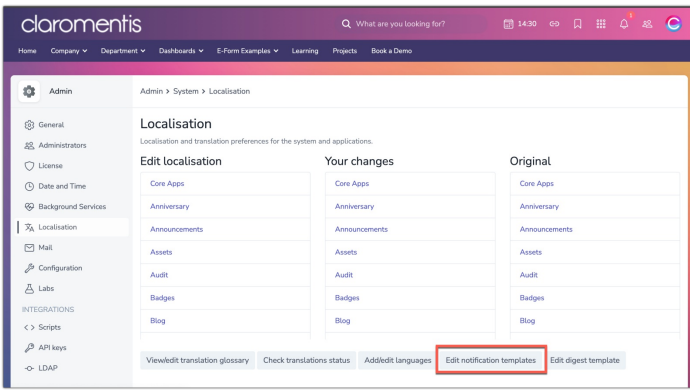 claromentis
What are you looking for?
14:30
1
Home Company Department Dashboards E-Form Examples Learning Projects Book a Demo
Admin
Admin > System > Localisation
General
Administrators
License
Date and Time
Background Services
Localisation
Mail
Configuration
Labs
INTEGRATIONS
Scripts
API keys
LDAP
Localisation
Localisation and translation preferences for the system and applications.
Edit localisation
Core Apps
Anniversary
Announcements
Assets
Audit
Badges
Blog
Your changes
Core Apps
Anniversary
Announcements
Assets
Audit
Badges
Blog
Original
Core Apps
Anniversary
Announcements
Assets
Audit
Badges
Blog
View/edit translation glossary Check translations status Add/edit languages Edit notification templates Edit digest template